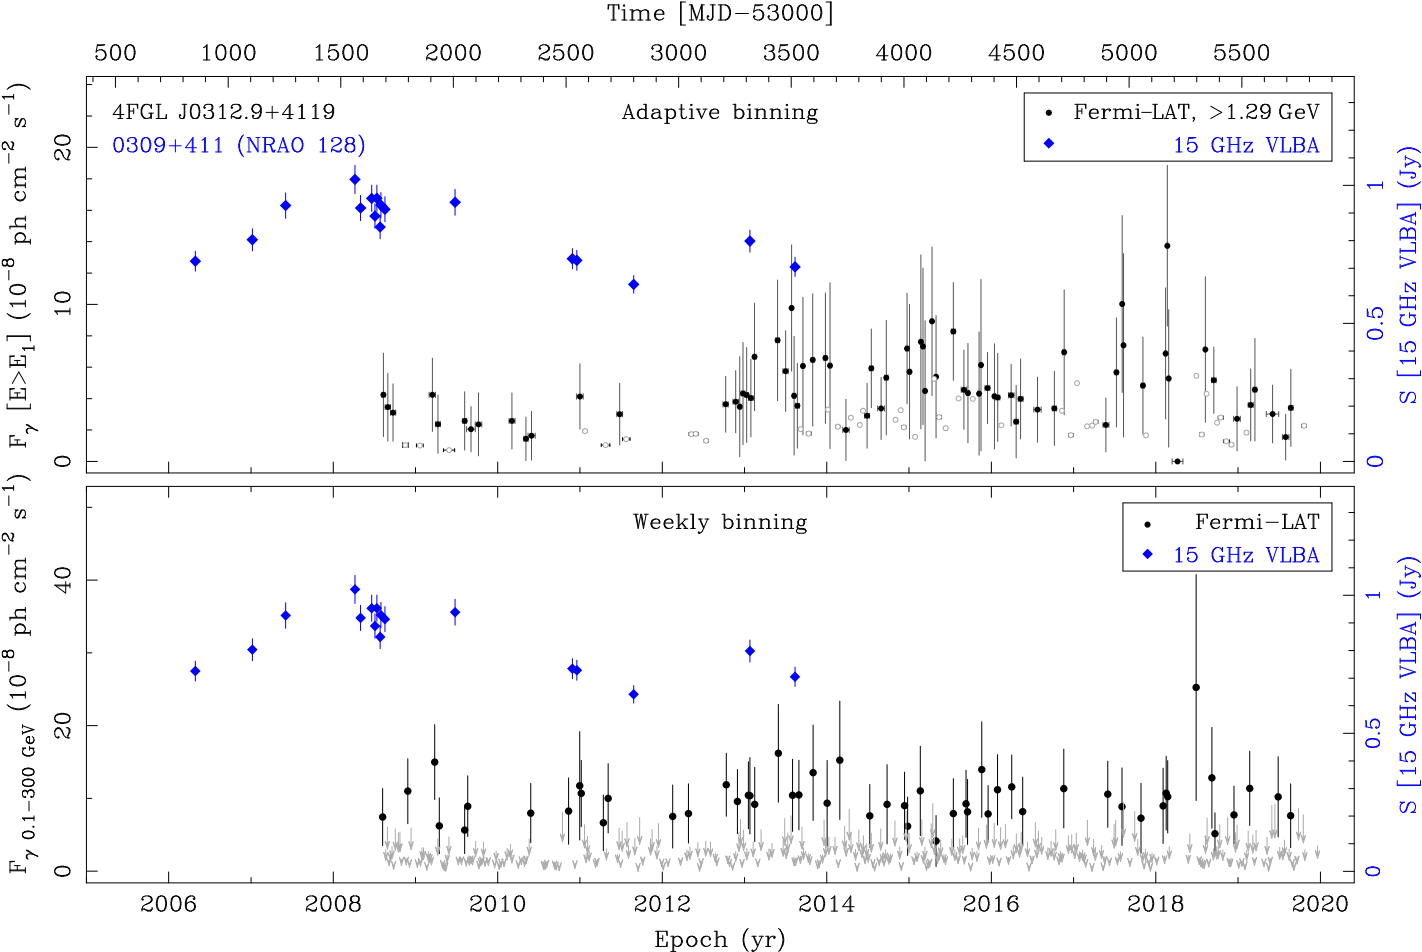 Time [MJD−53000]
500 1000 1500 2000 2500 3000 3500 4000 4500 5000 5500
4FGL J0312.9+4119
0309+411 (NRAO 128)
Adaptive binning
Fermi−LAT, >1.29 GeV
15 GHz VLBA
F_γ [E>E_1] (10^−8 ph cm^−2 s^−1)
20
10
0
S [15 GHz VLBA] (Jy)
1
0.5
0
Weekly binning
Fermi−LAT
15 GHz VLBA
F_γ 0.1−300 GeV (10^−8 ph cm^−2 s^−1)
40
20
0
S [15 GHz VLBA] (Jy)
1
0.5
0
2006 2008 2010 2012 2014 2016 2018 2020
Epoch (yr)